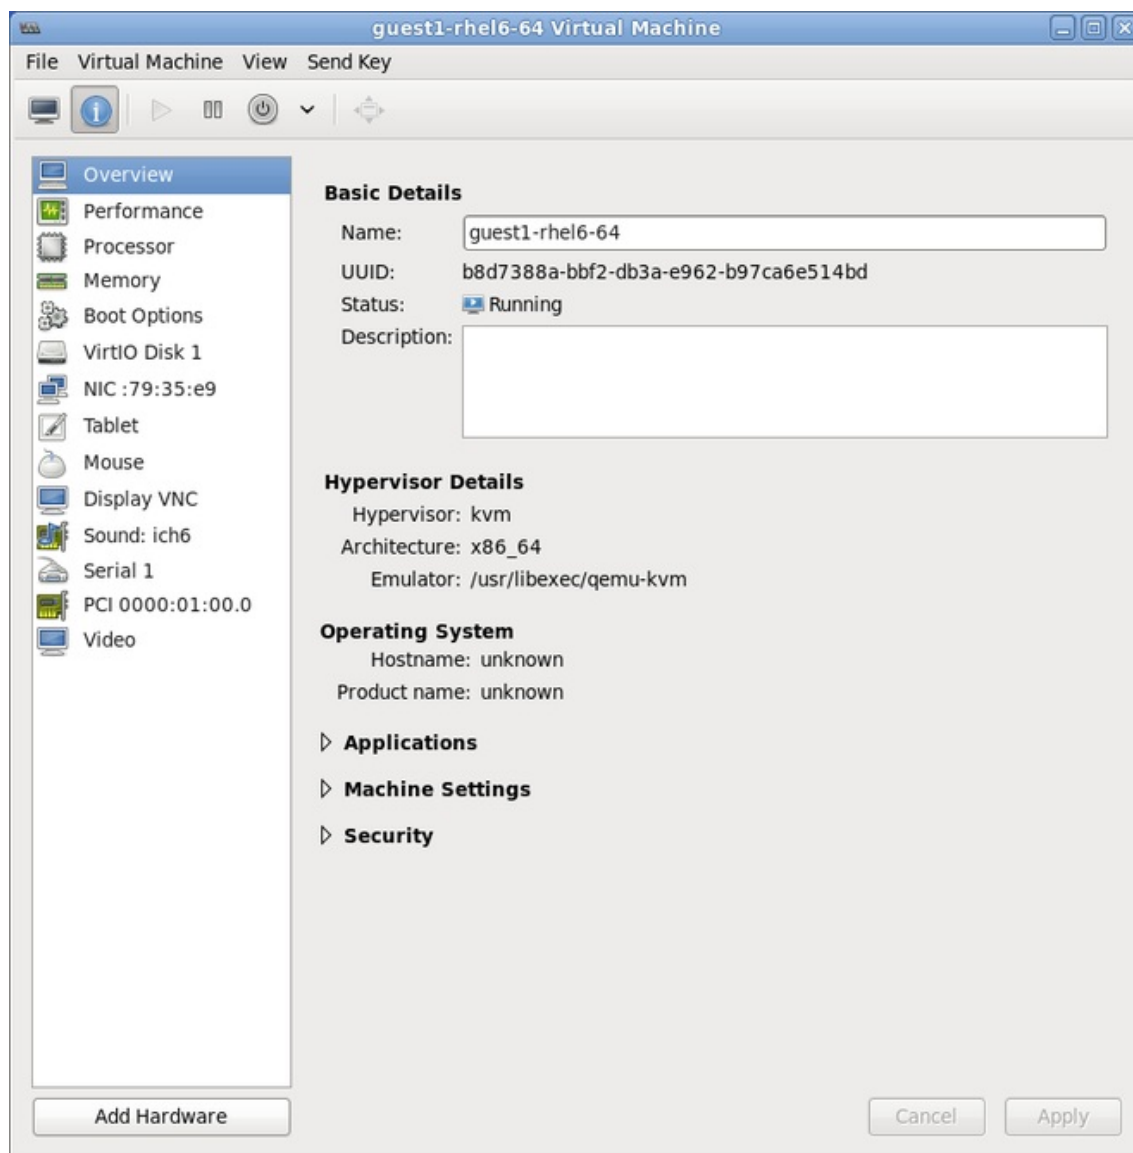 guest1-rhel6-64 Virtual Machine
File Virtual Machine View Send Key
Overview
Performance
Processor
Memory
Boot Options
VirtIO Disk 1
NIC :79:35:e9
Tablet
Mouse
Display VNC
Sound: ich6
Serial 1
PCI 0000:01:00.0
Video
Add Hardware
Basic Details
Name: guest1-rhel6-64
UUID: b8d7388a-bbf2-db3a-e962-b97ca6e514bd
Status: Running
Description:
Hypervisor Details
Hypervisor: kvm
Architecture: x86_64
Emulator: /usr/libexec/qemu-kvm
Operating System
Hostname: unknown
Product name: unknown
Applications
Machine Settings
Security
Cancel Apply